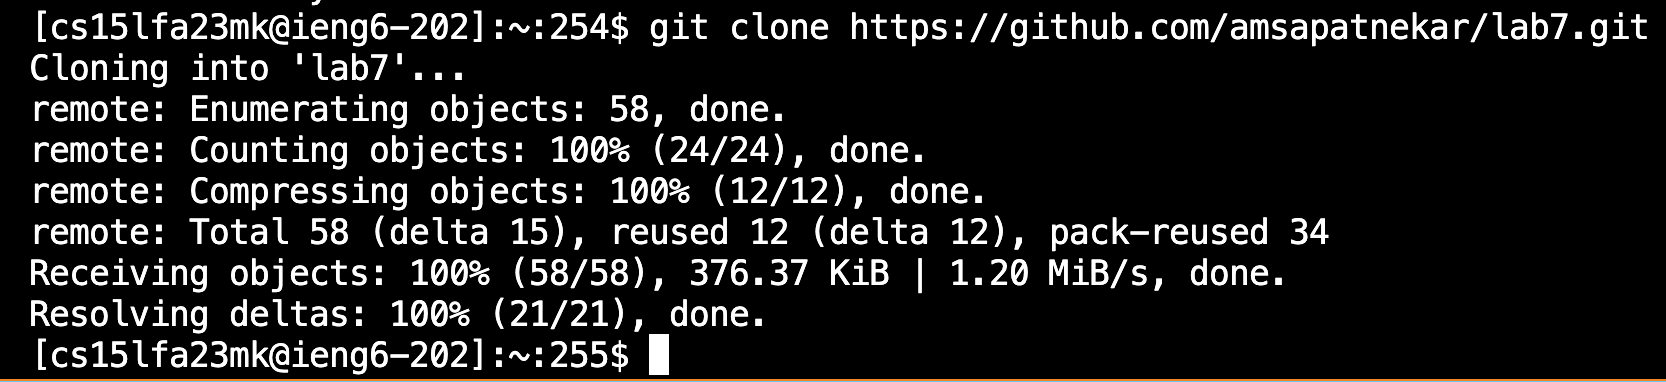 [cs15lfa23mk@ieng6-202]:~:254$ git clone https://github.com/amsapatnekar/lab7.git
Cloning into 'lab7'...
remote: Enumerating objects: 58, done.
remote: Counting objects: 100% (24/24), done.
remote: Compressing objects: 100% (12/12), done.
remote: Total 58 (delta 15), reused 12 (delta 12), pack-reused 34
Receiving objects: 100% (58/58), 376.37 KiB | 1.20 MiB/s, done.
Resolving deltas: 100% (21/21), done.
[cs15lfa23mk@ieng6-202]:~:255$